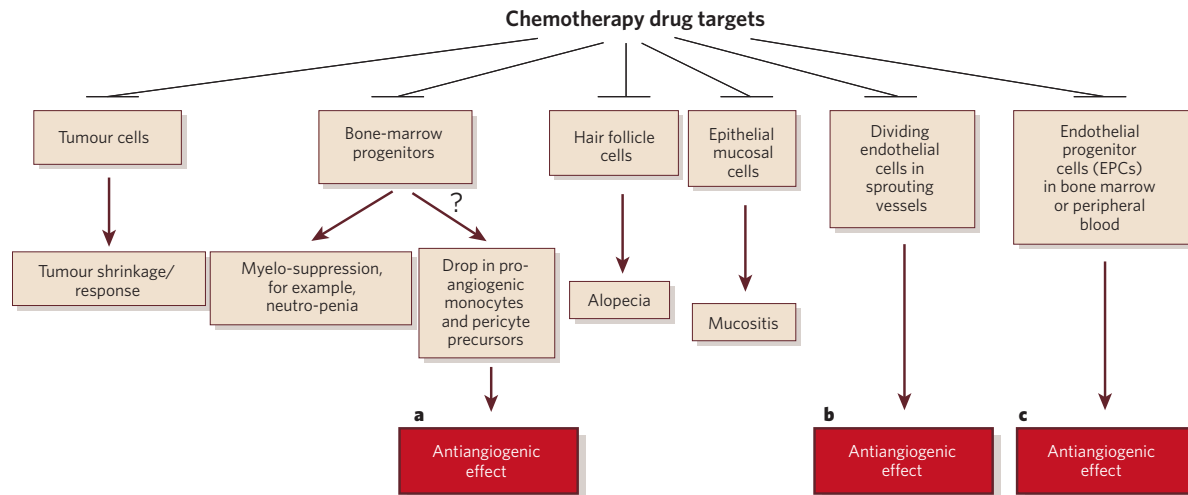 Chemotherapy drug targets
Tumour cells
Bone-marrow
progenitors
Hair follicle
cells
Epithelial
mucosal
cells
Dividing
endothelial
cells in
sprouting
vessels
Endothelial
progenitor
cells (EPCs)
in bone marrow
or peripheral
blood
?
Tumour shrinkage/
response
Myelo-suppression,
for example,
neutro-penia
Drop in pro-
angiogenic
monocytes
and pericyte
precursors
Alopecia
Mucositis
a
Antiangiogenic
effect
b
Antiangiogenic
effect
c
Antiangiogenic
effect